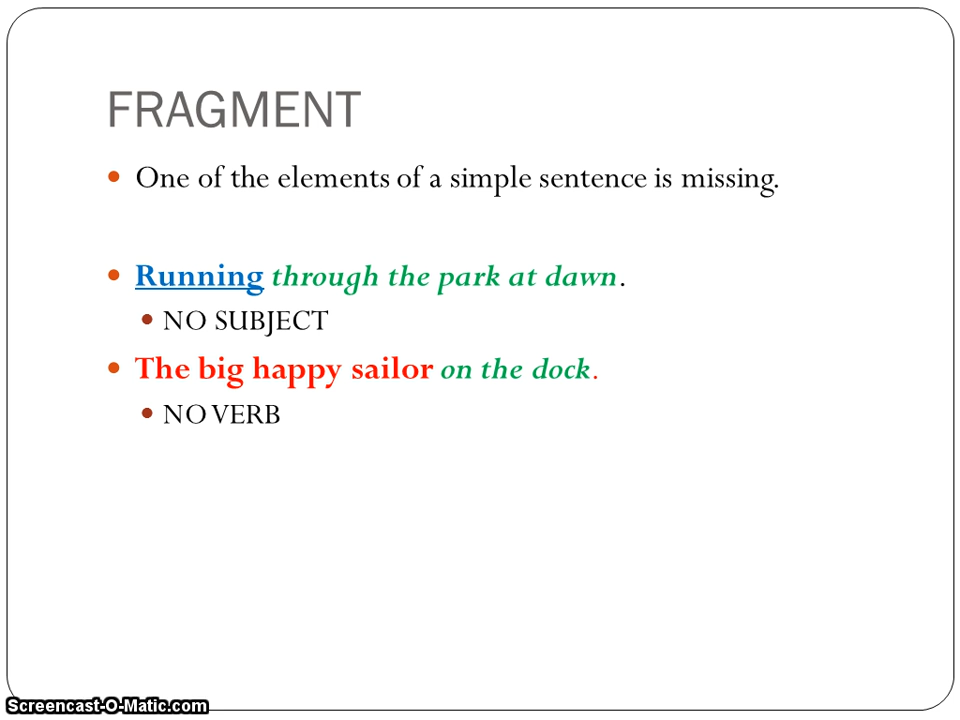 FRAGMENT
One of the elements of a simple sentence is missing.
Running through the park at dawn.
NO SUBJECT
The big happy sailor on the dock.
NO VERB
Screencast-O-Matic.com